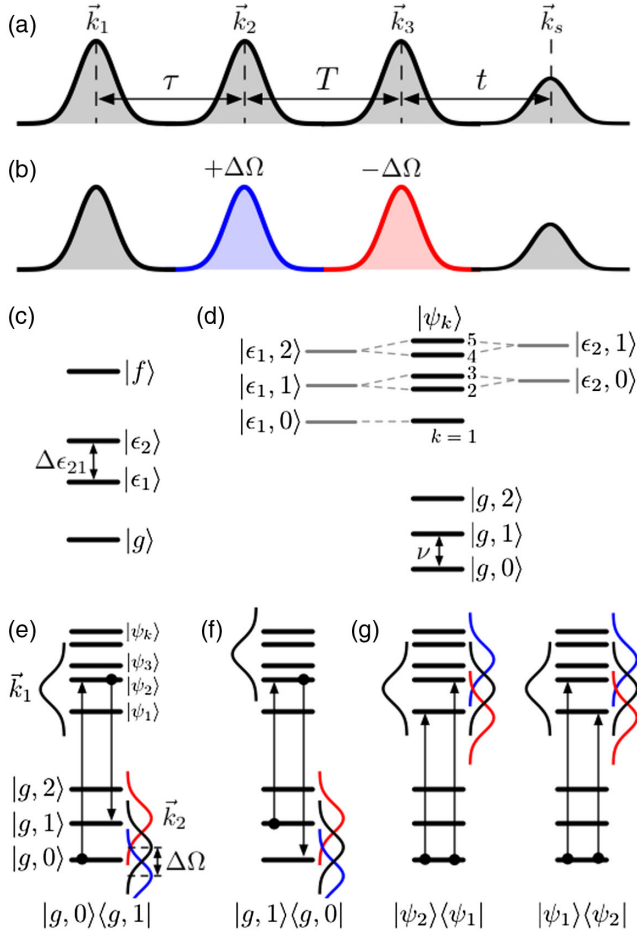 (a) k⃗₁ k⃗₂ k⃗₃ k⃗ₛ
τ T t
(b) +ΔΩ −ΔΩ
(c)
|f⟩
|ϵ₂⟩
Δϵ₂₁
|ϵ₁⟩
|g⟩
(d) |ψₖ⟩
|ϵ₁, 2⟩ 5 |ϵ₂, 1⟩
4
|ϵ₁, 1⟩ 3 |ϵ₂, 0⟩
2
|ϵ₁, 0⟩ k = 1
|g, 2⟩
|g, 1⟩
ν
|g, 0⟩
(e) |ψₖ⟩
|ψ₃⟩
k⃗₁ |ψ₂⟩
|ψ₁⟩
|g, 2⟩
|g, 1⟩ k⃗₂
|g, 0⟩ ΔΩ
|g, 0⟩⟨g, 1|
(f)
|g, 1⟩⟨g, 0|
(g)
|ψ₂⟩⟨ψ₁| |ψ₁⟩⟨ψ₂|